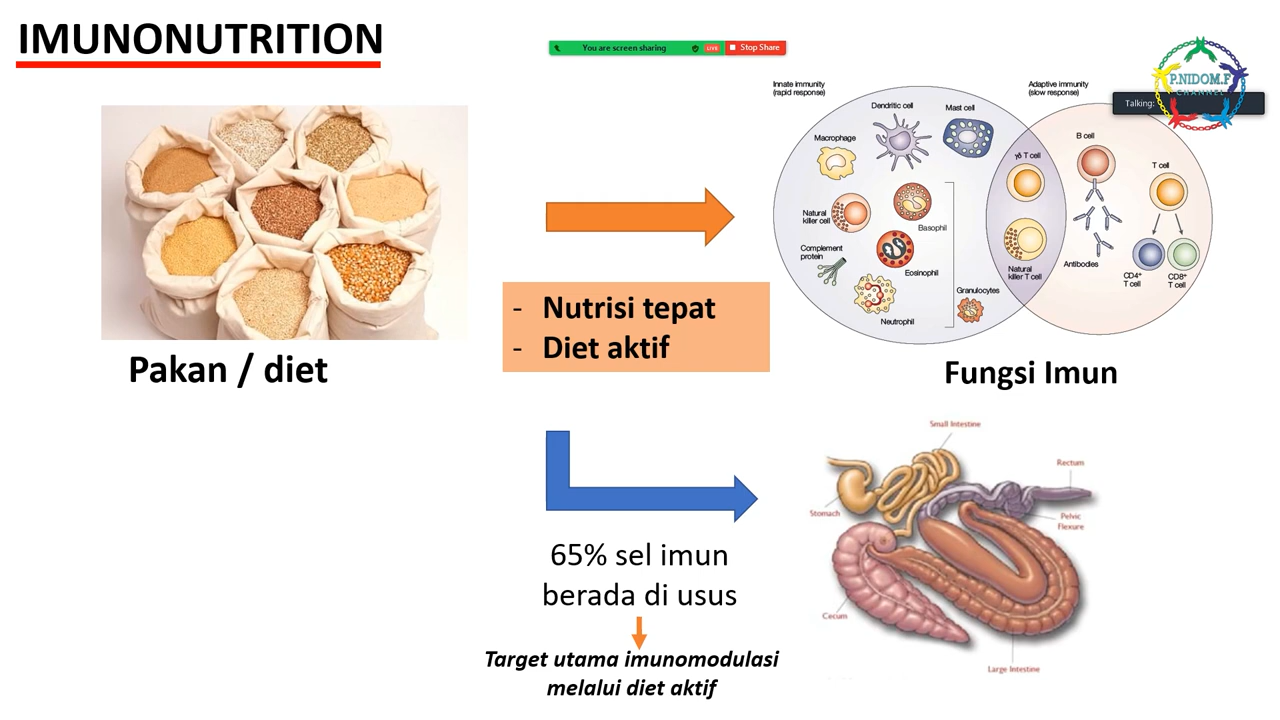 IMUNONUTRITION
You are screen sharing
LIVE
Stop Share
P.NIDOM.F
CHANNEL
Talking:
Innate immunity
(rapid response)
Adaptive immunity
(slow response)
Dendritic cell
Mast cell
Macrophage
γδ T cell
B cell
T cell
Natural
killer cell
Basophil
Complement
protein
Eosinophil
Antibodies
Natural
killer T cell
CD4⁺
T cell
CD8⁺
T cell
Granulocytes
Neutrophil
- Nutrisi tepat
- Diet aktif
Pakan / diet
Fungsi Imun
Small Intestine
Rectum
Stomach
Pelvic
Flexure
Cecum
Large Intestine
65% sel imun
berada di usus
Target utama imunomodulasi
melalui diet aktif